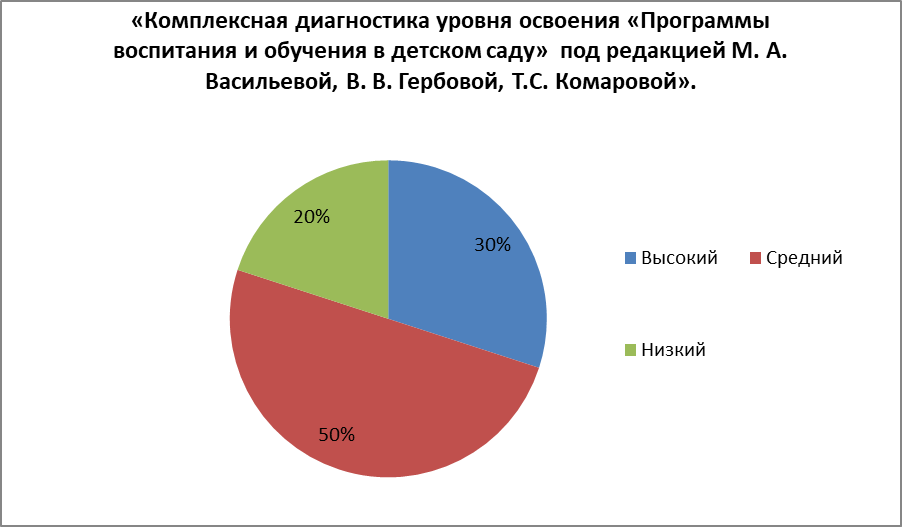 «Комплексная диагностика уровня освоения «Программы
воспитания и обучения в детском саду» под редакцией М. А.
Васильевой, В. В. Гербовой, Т.С. Комаровой».
20%
30%
Высокий
Средний
Низкий
50%